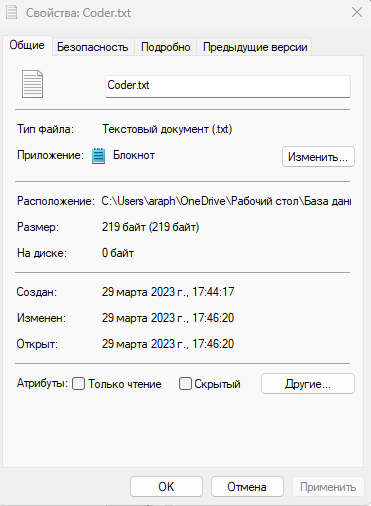 Свойства: Coder.txt
Общие Безопасность Подробно Предыдущие версии
Coder.txt
Тип файла: Текстовый документ (.txt)
Приложение: Блокнот Изменить...
Расположение: C:\Users\araph\OneDrive\Рабочий стол\База дан
Размер: 219 байт (219 байт)
На диске: 0 байт
Создан: 29 марта 2023 г., 17:44:17
Изменен: 29 марта 2023 г., 17:46:20
Открыт: 29 марта 2023 г., 17:46:20
Атрибуты: Только чтение Скрытый Другие...
OK Отмена Применить